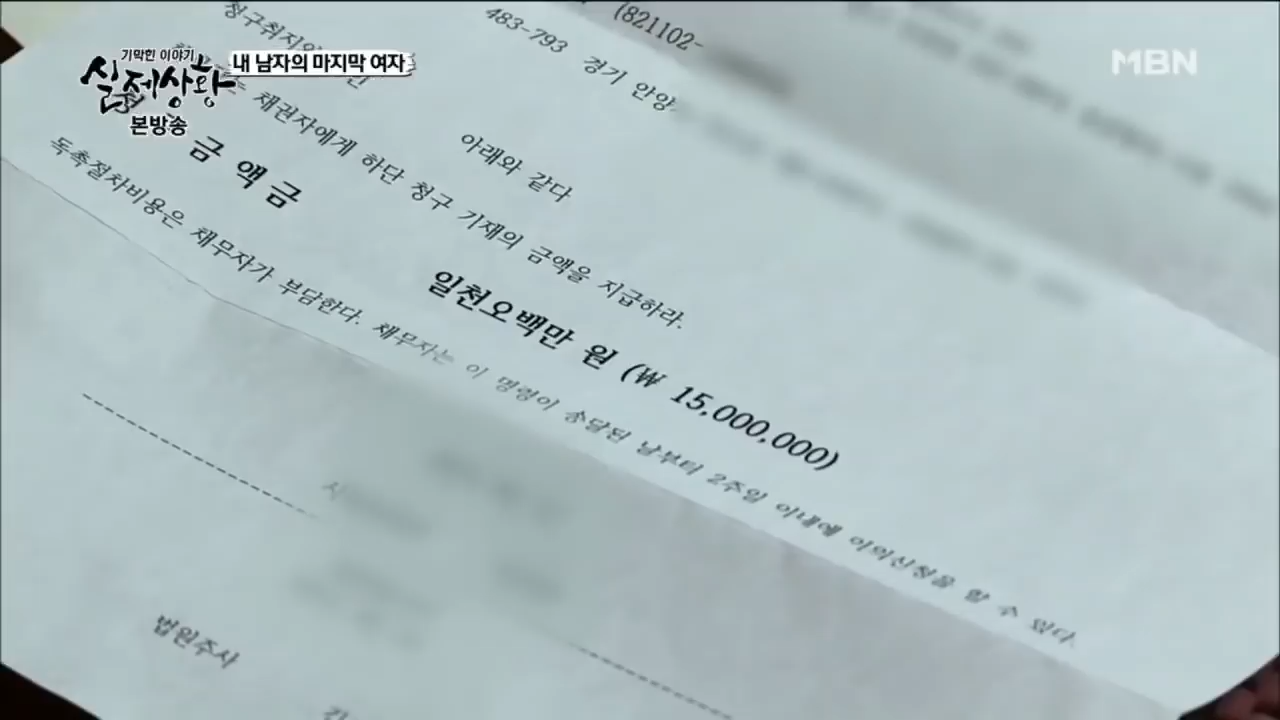 기막힌 이야기
실제상황
본방송
내 남자의 마지막 여자
MBN
(821102-
483-793 경기 안양
청구취지와
아래와 같다
채권자에게 하단 청구 기재의 금액을 지급하라.
금 액 금
일천오백만 원 (₩ 15,000,000)
독촉절차비용은 채무자가 부담한다. 채무자는 이 명령이 송달된 날부터 2주일 이내에 이의신청을 할 수 있다.
법원주사